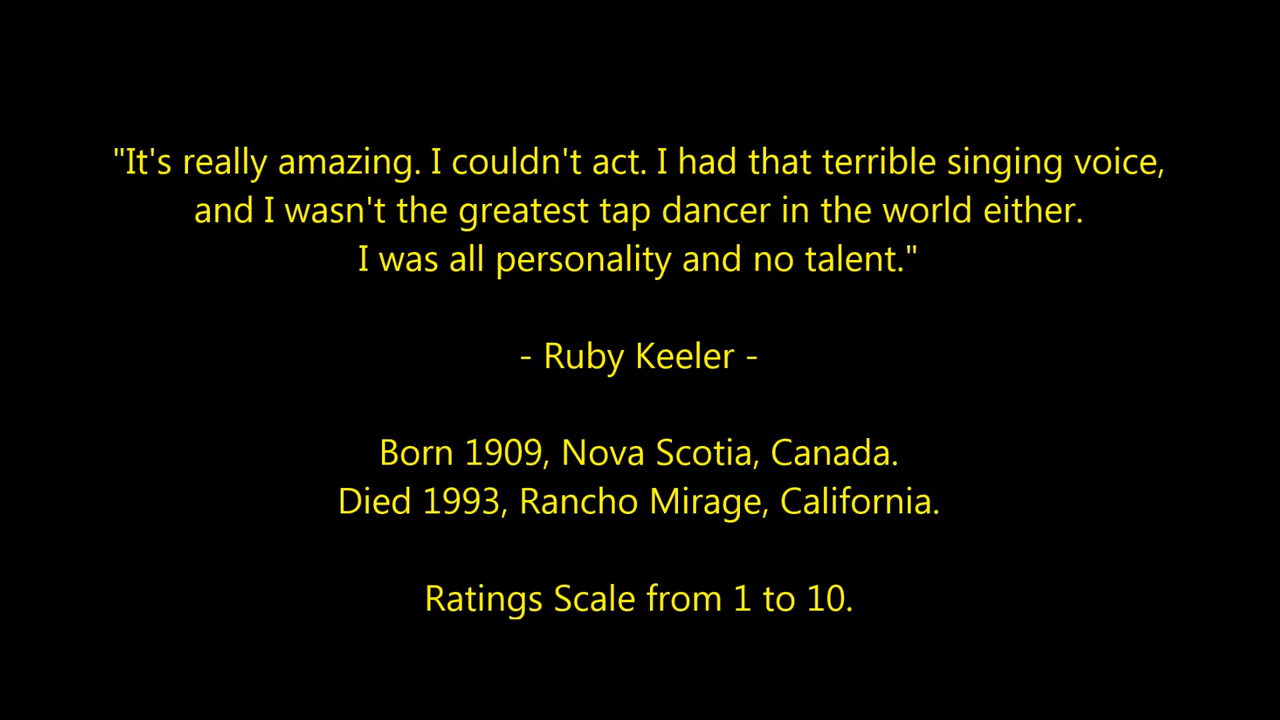 "It's really amazing. I couldn't act. I had that terrible singing voice,
and I wasn't the greatest tap dancer in the world either.
I was all personality and no talent."
- Ruby Keeler -
Born 1909, Nova Scotia, Canada.
Died 1993, Rancho Mirage, California.
Ratings Scale from 1 to 10.